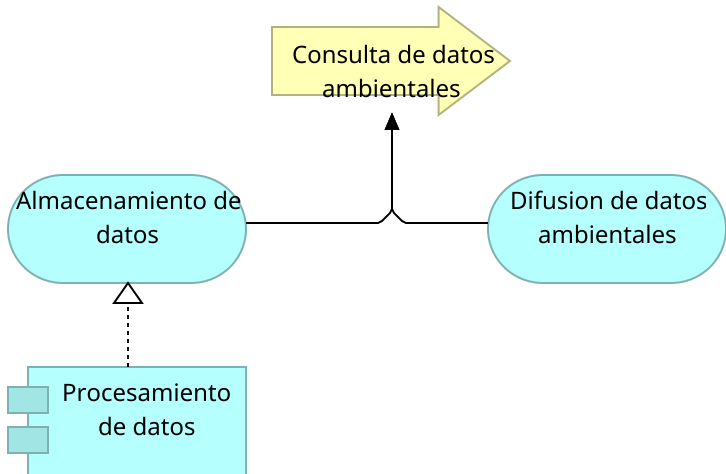 Consulta de datos
ambientales
Almacenamiento de
datos
Difusion de datos
ambientales
Procesamiento
de datos